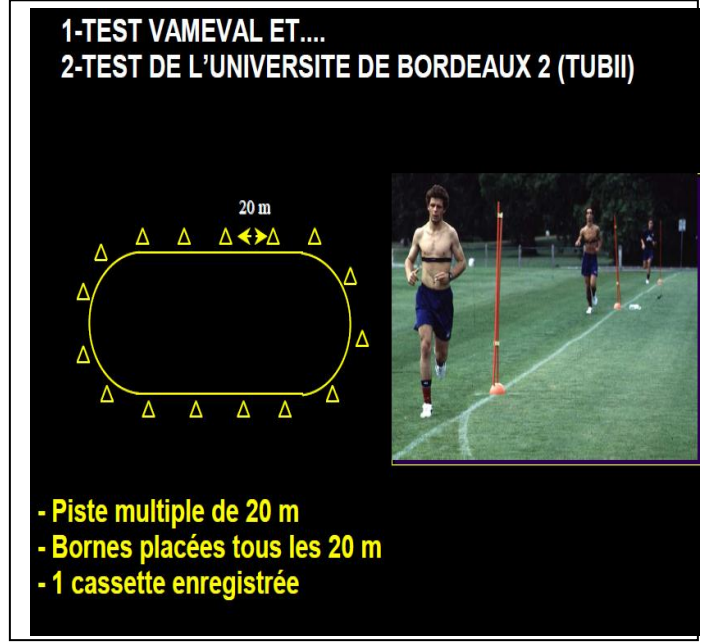 1-TEST VAMEVAL ET....
2-TEST DE L'UNIVERSITE DE BORDEAUX 2 (TUBII)
20 m
- Piste multiple de 20 m
- Bornes placées tous les 20 m
- 1 cassette enregistrée